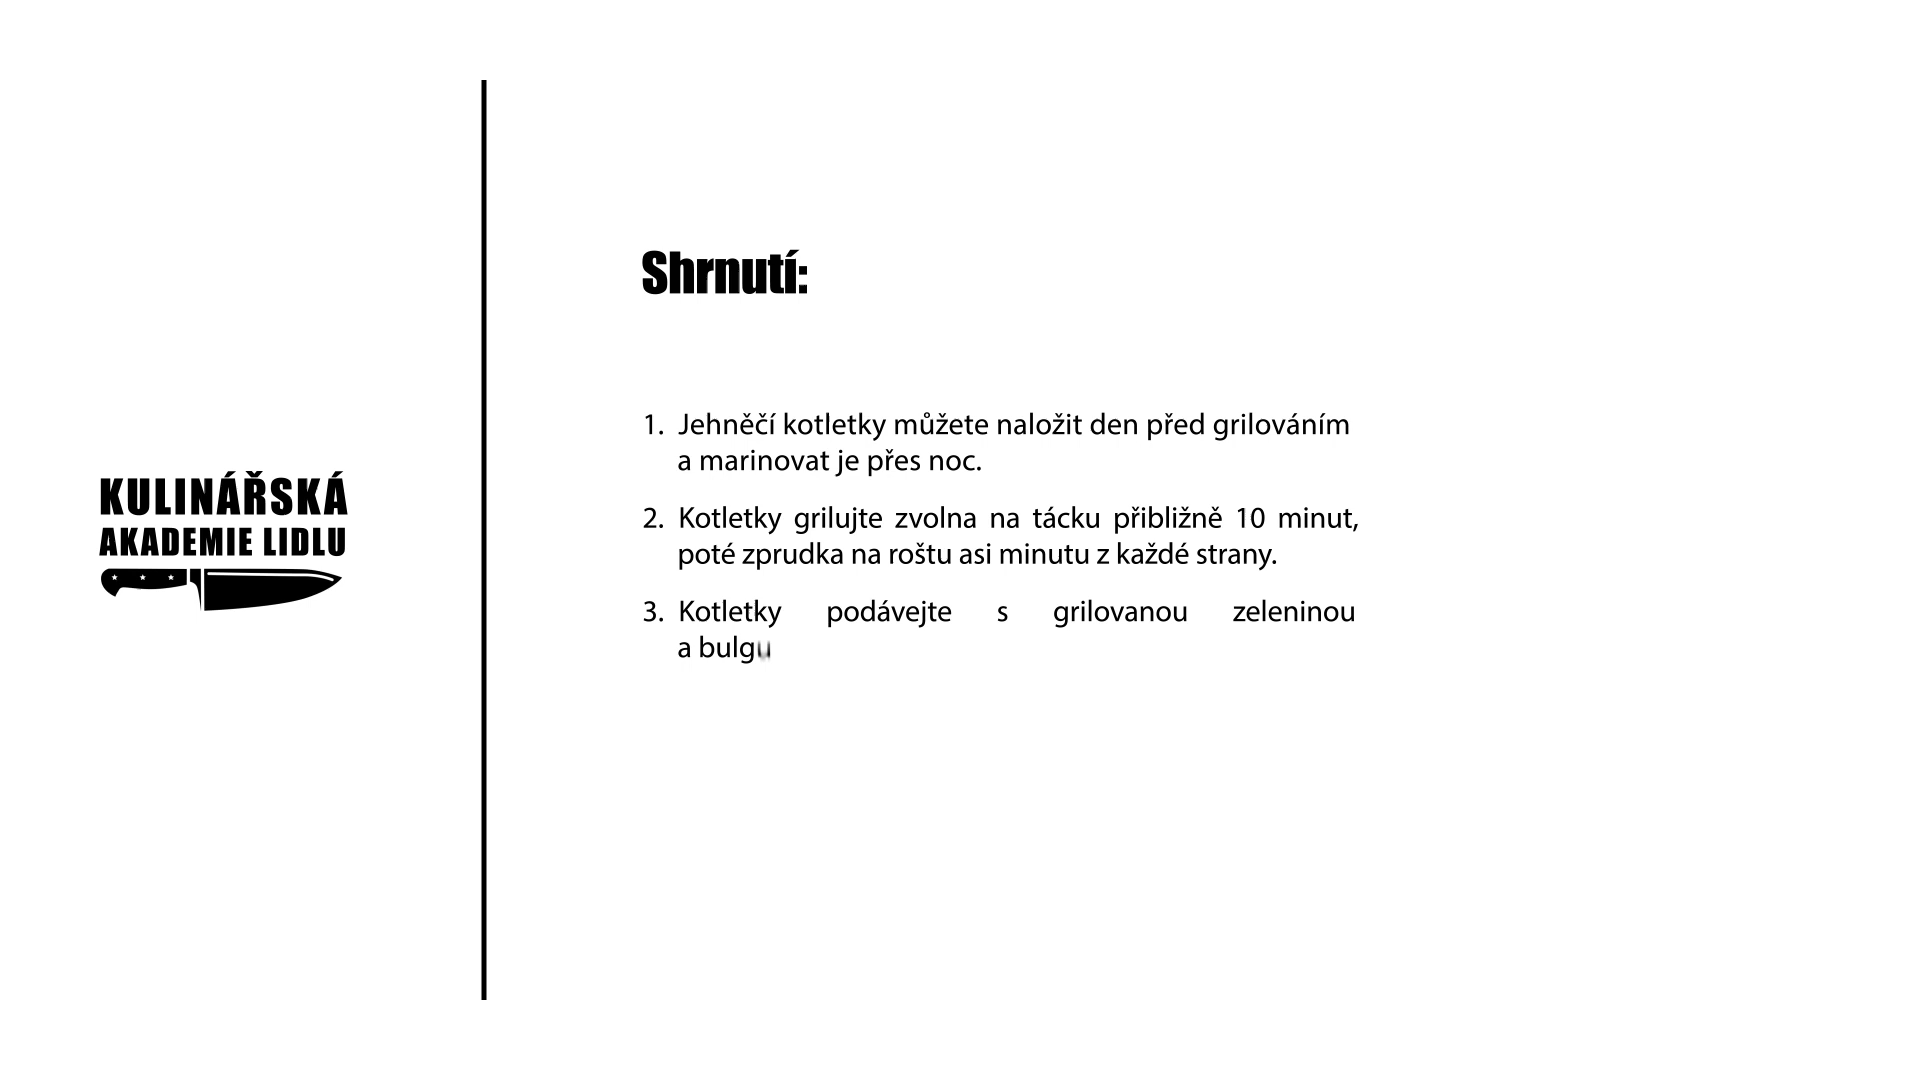 KULINÁŘSKÁ
AKADEMIE LIDLU
Shrnutí:
1. Jehněčí kotletky můžete naložit den před grilováním
a marinovat je přes noc.
2. Kotletky grilujte zvolna na tácku přibližně 10 minut,
poté zprudka na roštu asi minutu z každé strany.
3. Kotletky podávejte s grilovanou zeleninou
a bulgu